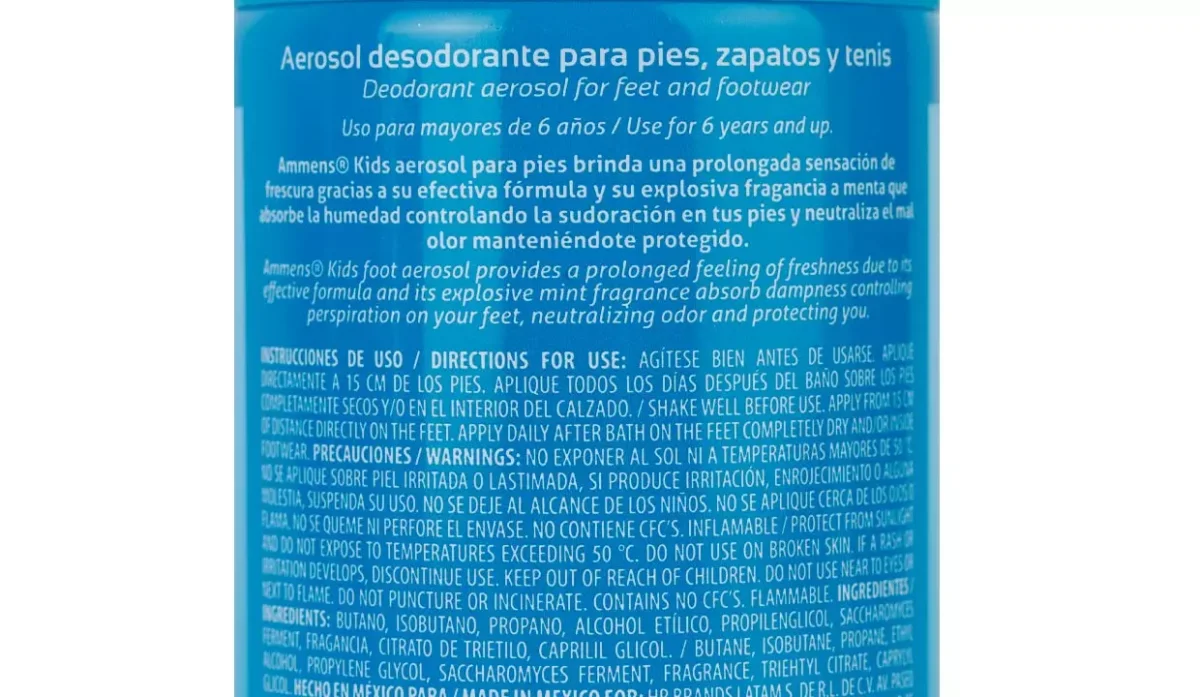 Aerosol desodorante para pies, zapatos y tenis
Deodorant aerosol for feet and footwear
Uso para mayores de 6 años / Use for 6 years and up.
Ammens® Kids aerosol para pies brinda una prolongada sensación de
frescura gracias a su efectiva fórmula y su explosiva fragancia a menta que
absorbe la humedad controlando la sudoración en tus pies y neutraliza el mal
olor manteniéndote protegido.
Ammens® Kids foot aerosol provides a prolonged feeling of freshness due to its
effective formula and its explosive mint fragrance absorb dampness controlling
perspiration on your feet, neutralizing odor and protecting you.
INSTRUCCIONES DE USO / DIRECTIONS FOR USE: AGÍTESE BIEN ANTES DE USARSE. APLIQUE
DIRECTAMENTE A 15 CM DE LOS PIES. APLIQUE TODOS LOS DÍAS DESPUÉS DEL BAÑO SOBRE LOS PIES
COMPLETAMENTE SECOS Y/O EN EL INTERIOR DEL CALZADO. / SHAKE WELL BEFORE USE. APPLY FROM 15 CM
OF DISTANCE DIRECTLY ON THE FEET. APPLY DAILY AFTER BATH ON THE FEET COMPLETELY DRY AND/OR INSIDE
FOOTWEAR. PRECAUCIONES / WARNINGS: NO EXPONER AL SOL NI A TEMPERATURAS MAYORES DE 50 °C.
NO SE APLIQUE SOBRE PIEL IRRITADA O LASTIMADA, SI PRODUCE IRRITACIÓN, ENROJECIMIENTO O ALGUNA
MOLESTIA, SUSPENDA SU USO. NO SE DEJE AL ALCANCE DE LOS NIÑOS. NO SE APLIQUE CERCA DE LOS OJOS O
FLAMA. NO SE QUEME NI PERFORE EL ENVASE. NO CONTIENE CFC'S. INFLAMABLE / PROTECT FROM SUNLIGHT
AND DO NOT EXPOSE TO TEMPERATURES EXCEEDING 50 °C. DO NOT USE ON BROKEN SKIN. IF A RASH OR
IRRITATION DEVELOPS, DISCONTINUE USE. KEEP OUT OF REACH OF CHILDREN. DO NOT USE NEAR TO EYES OR
NEXT TO FLAME. DO NOT PUNCTURE OR INCINERATE. CONTAINS NO CFC'S. FLAMMABLE. INGREDIENTES /
INGREDIENTS: BUTANO, ISOBUTANO, PROPANO, ALCOHOL ETÍLICO, PROPILENGLICOL, SACCHAROMYCES
FERMENT, FRAGANCIA, CITRATO DE TRIETILO, CAPRILIL GLICOL. / BUTANE, ISOBUTANE, PROPANE, ETHYL
ALCOHOL, PROPYLENE GLYCOL, SACCHAROMYCES FERMENT, FRAGRANCE, TRIEHTYL CITRATE, CAPRYLYL
GLICOL. HECHO EN MÉXICO PARA / MADE IN MEXICO FOR: HP BRANDS LATAM S. DE R.L. DE C.V. AV. PASEO